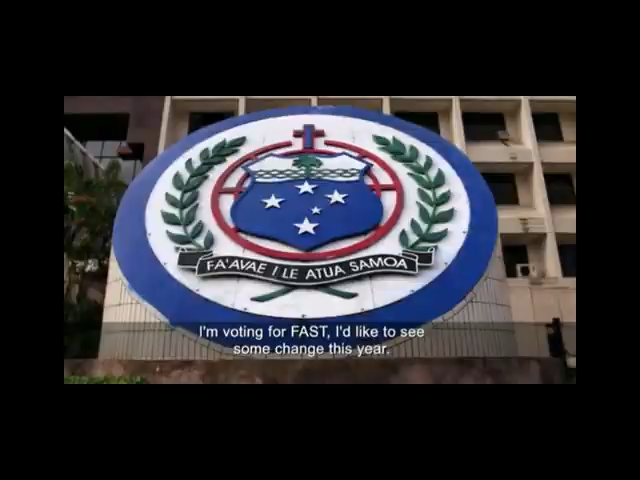 FA'AVAE I LE ATUA SAMOA
I'm voting for FAST, I'd like to see
some change this year.